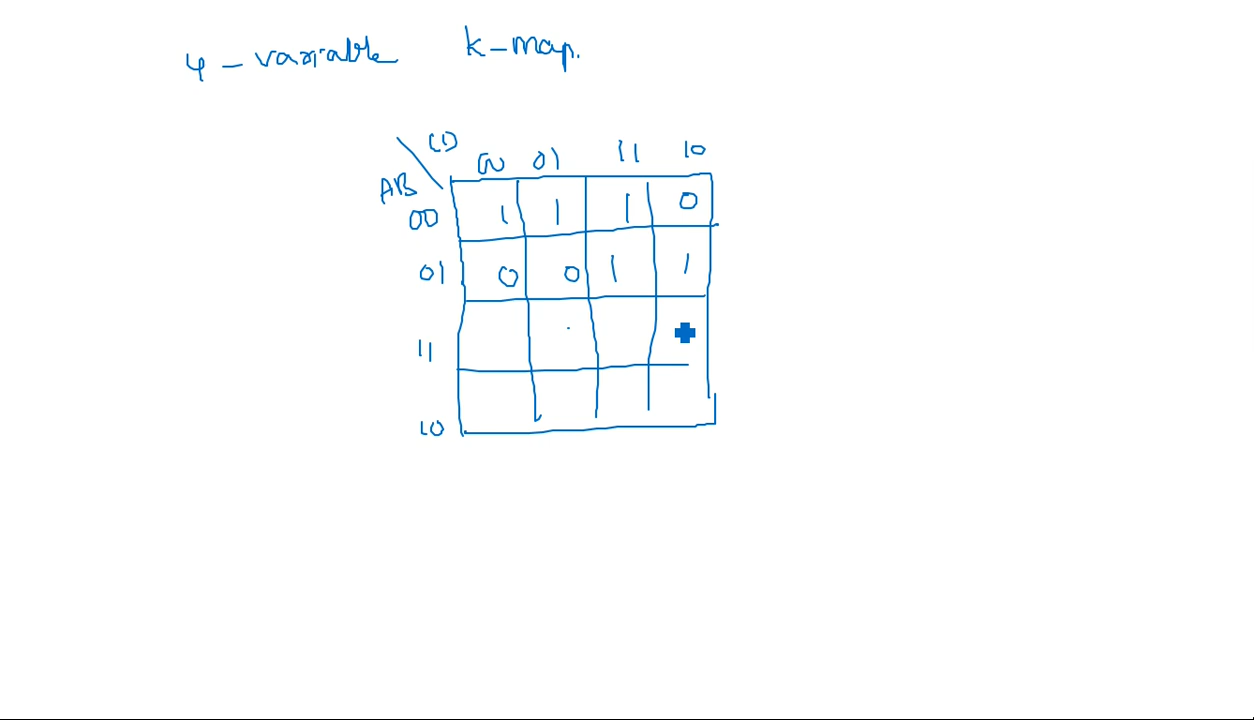 4 - variable k-map.
CD
00 01 11 10
AB
00 1 1 1 0
01 0 0 1 1
11
10